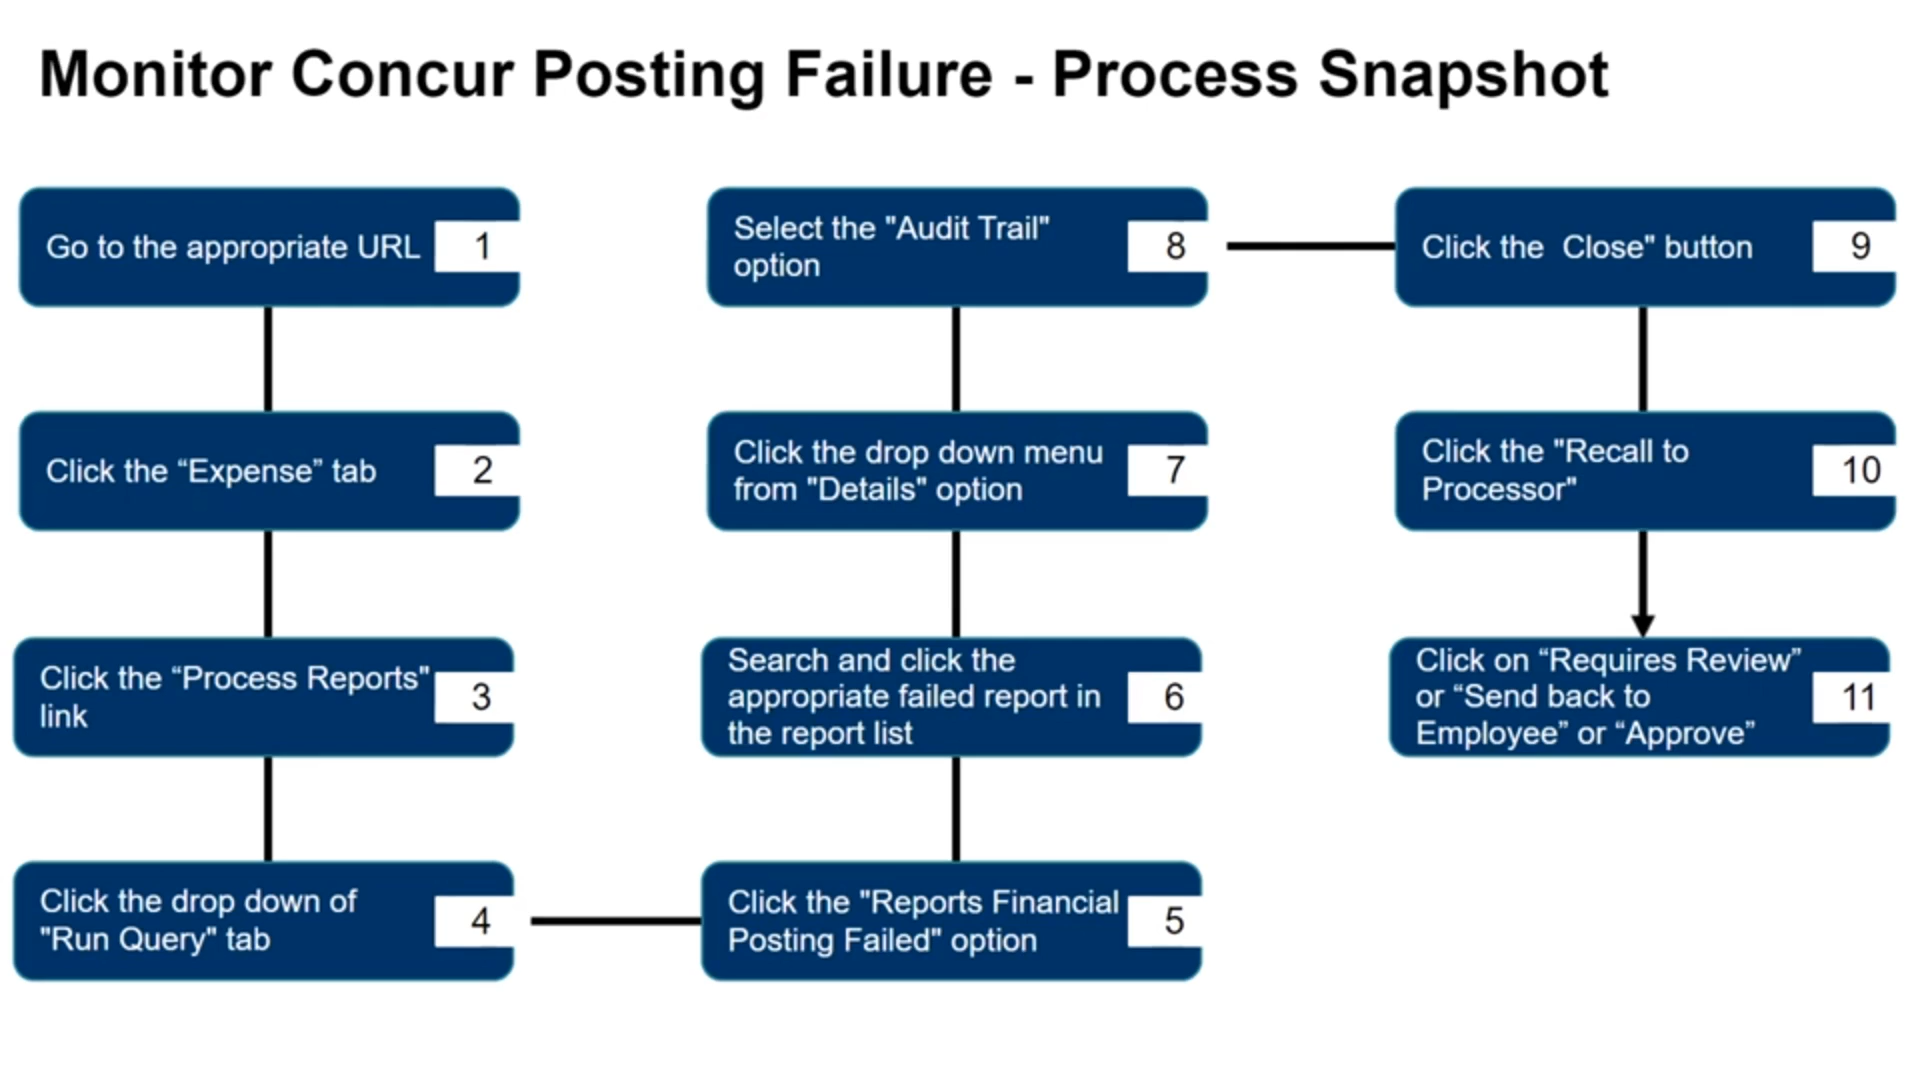 Monitor Concur Posting Failure - Process Snapshot
Go to the appropriate URL
1
Click the “Expense” tab
2
Click the “Process Reports"
link
3
Click the drop down of
"Run Query" tab
4
Click the "Reports Financial
Posting Failed" option
5
Search and click the
appropriate failed report in
the report list
6
Click the drop down menu
from "Details" option
7
Select the "Audit Trail"
option
8
Click the  Close" button
9
Click the "Recall to
Processor"
10
Click on “Requires Review”
or “Send back to
Employee” or “Approve”
11